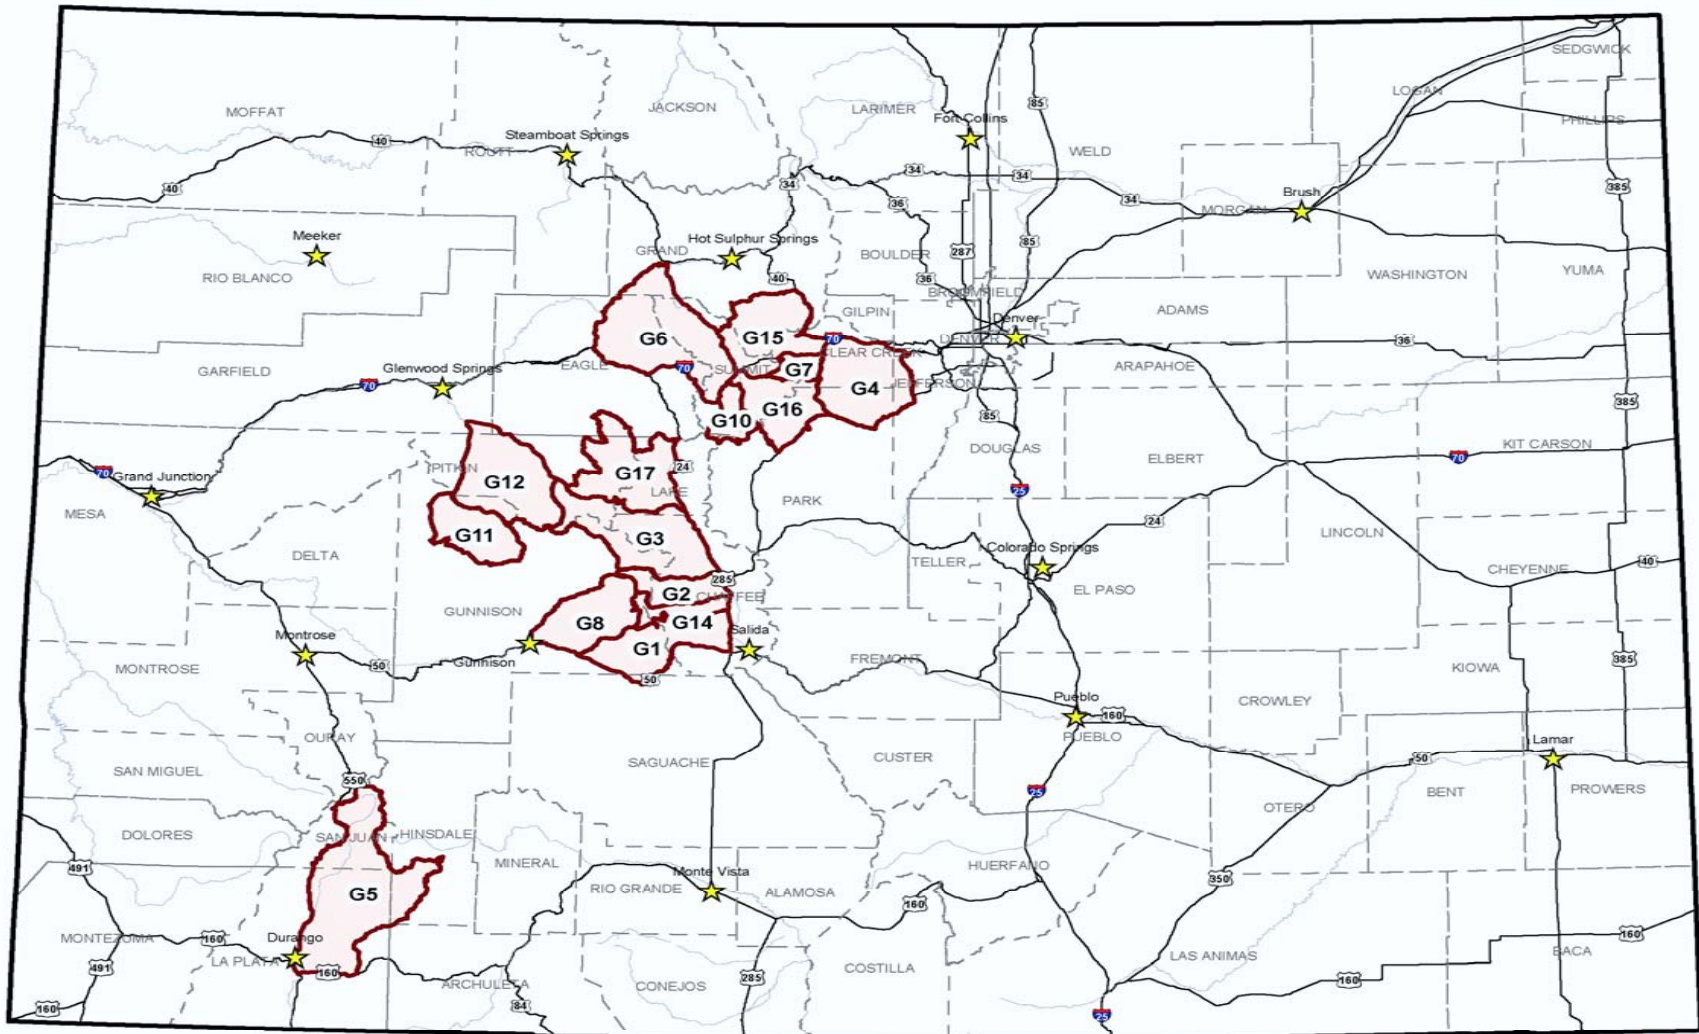 SEDGWICK
LOGAN
MOFFAT
JACKSON
LARIMER
85
Fort Collins
PHILLIPS
Steamboat Springs
40
ROUTT
WELD
40
34
34
34
385
Brush
34
36
MORGAN
Meeker
Hot Sulphur Springs
85
GRAND
287
BOULDER
RIO BLANCO
40
36
WASHINGTON
YUMA
BROOMFIELD
GILPIN
ADAMS
Denver
G6
G15
70
DENVER
36
CLEAR CREEK
GARFIELD
Glenwood Springs
EAGLE
70
SUMMIT
G7
ARAPAHOE
70
G4
JEFFERSON
385
G10
G16
85
DOUGLAS
KIT CARSON
ELBERT
70
PITKIN
24
70
Grand Junction
G17
G12
LAKE
25
PARK
MESA
24
G11
G3
LINCOLN
Colorado Springs
DELTA
TELLER
40
CHEYENNE
285
EL PASO
G2
CHAFFEE
GUNNISON
G8
G14
Salida
Montrose
G1
FREMONT
385
50
Gunnison
MONTROSE
KIOWA
50
Pueblo
CROWLEY
160
OURAY
PUEBLO
Lamar
SAGUACHE
CUSTER
50
SAN MIGUEL
550
25
BENT
PROWERS
OTERO
DOLORES
SAN JUAN
HINSDALE
MINERAL
HUERFANO
491
Monte Vista
350
RIO GRANDE
ALAMOSA
G5
160
Durango
MONTEZUMA
160
160
BACA
LA PLATA
LAS ANIMAS
491
160
COSTILLA
285
160
ARCHULETA
CONEJOS
84
160
25